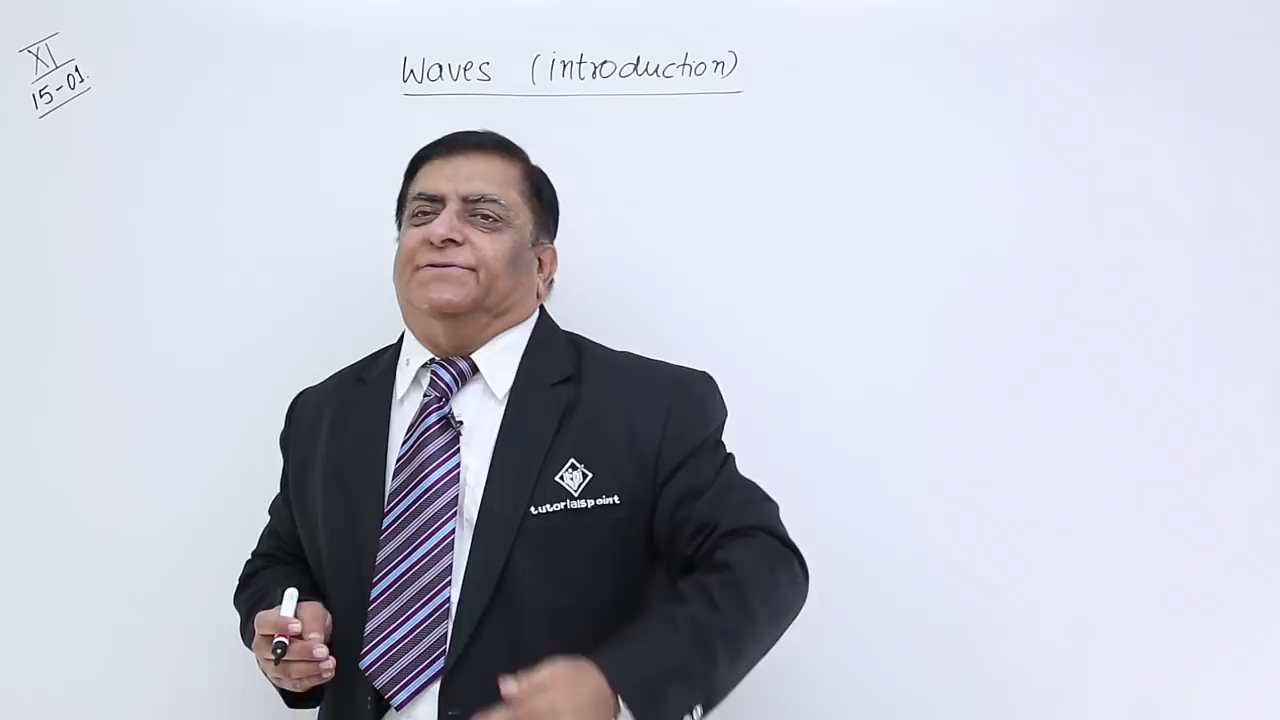 XI
15-01.
Waves (introduction)
tutorialspoint